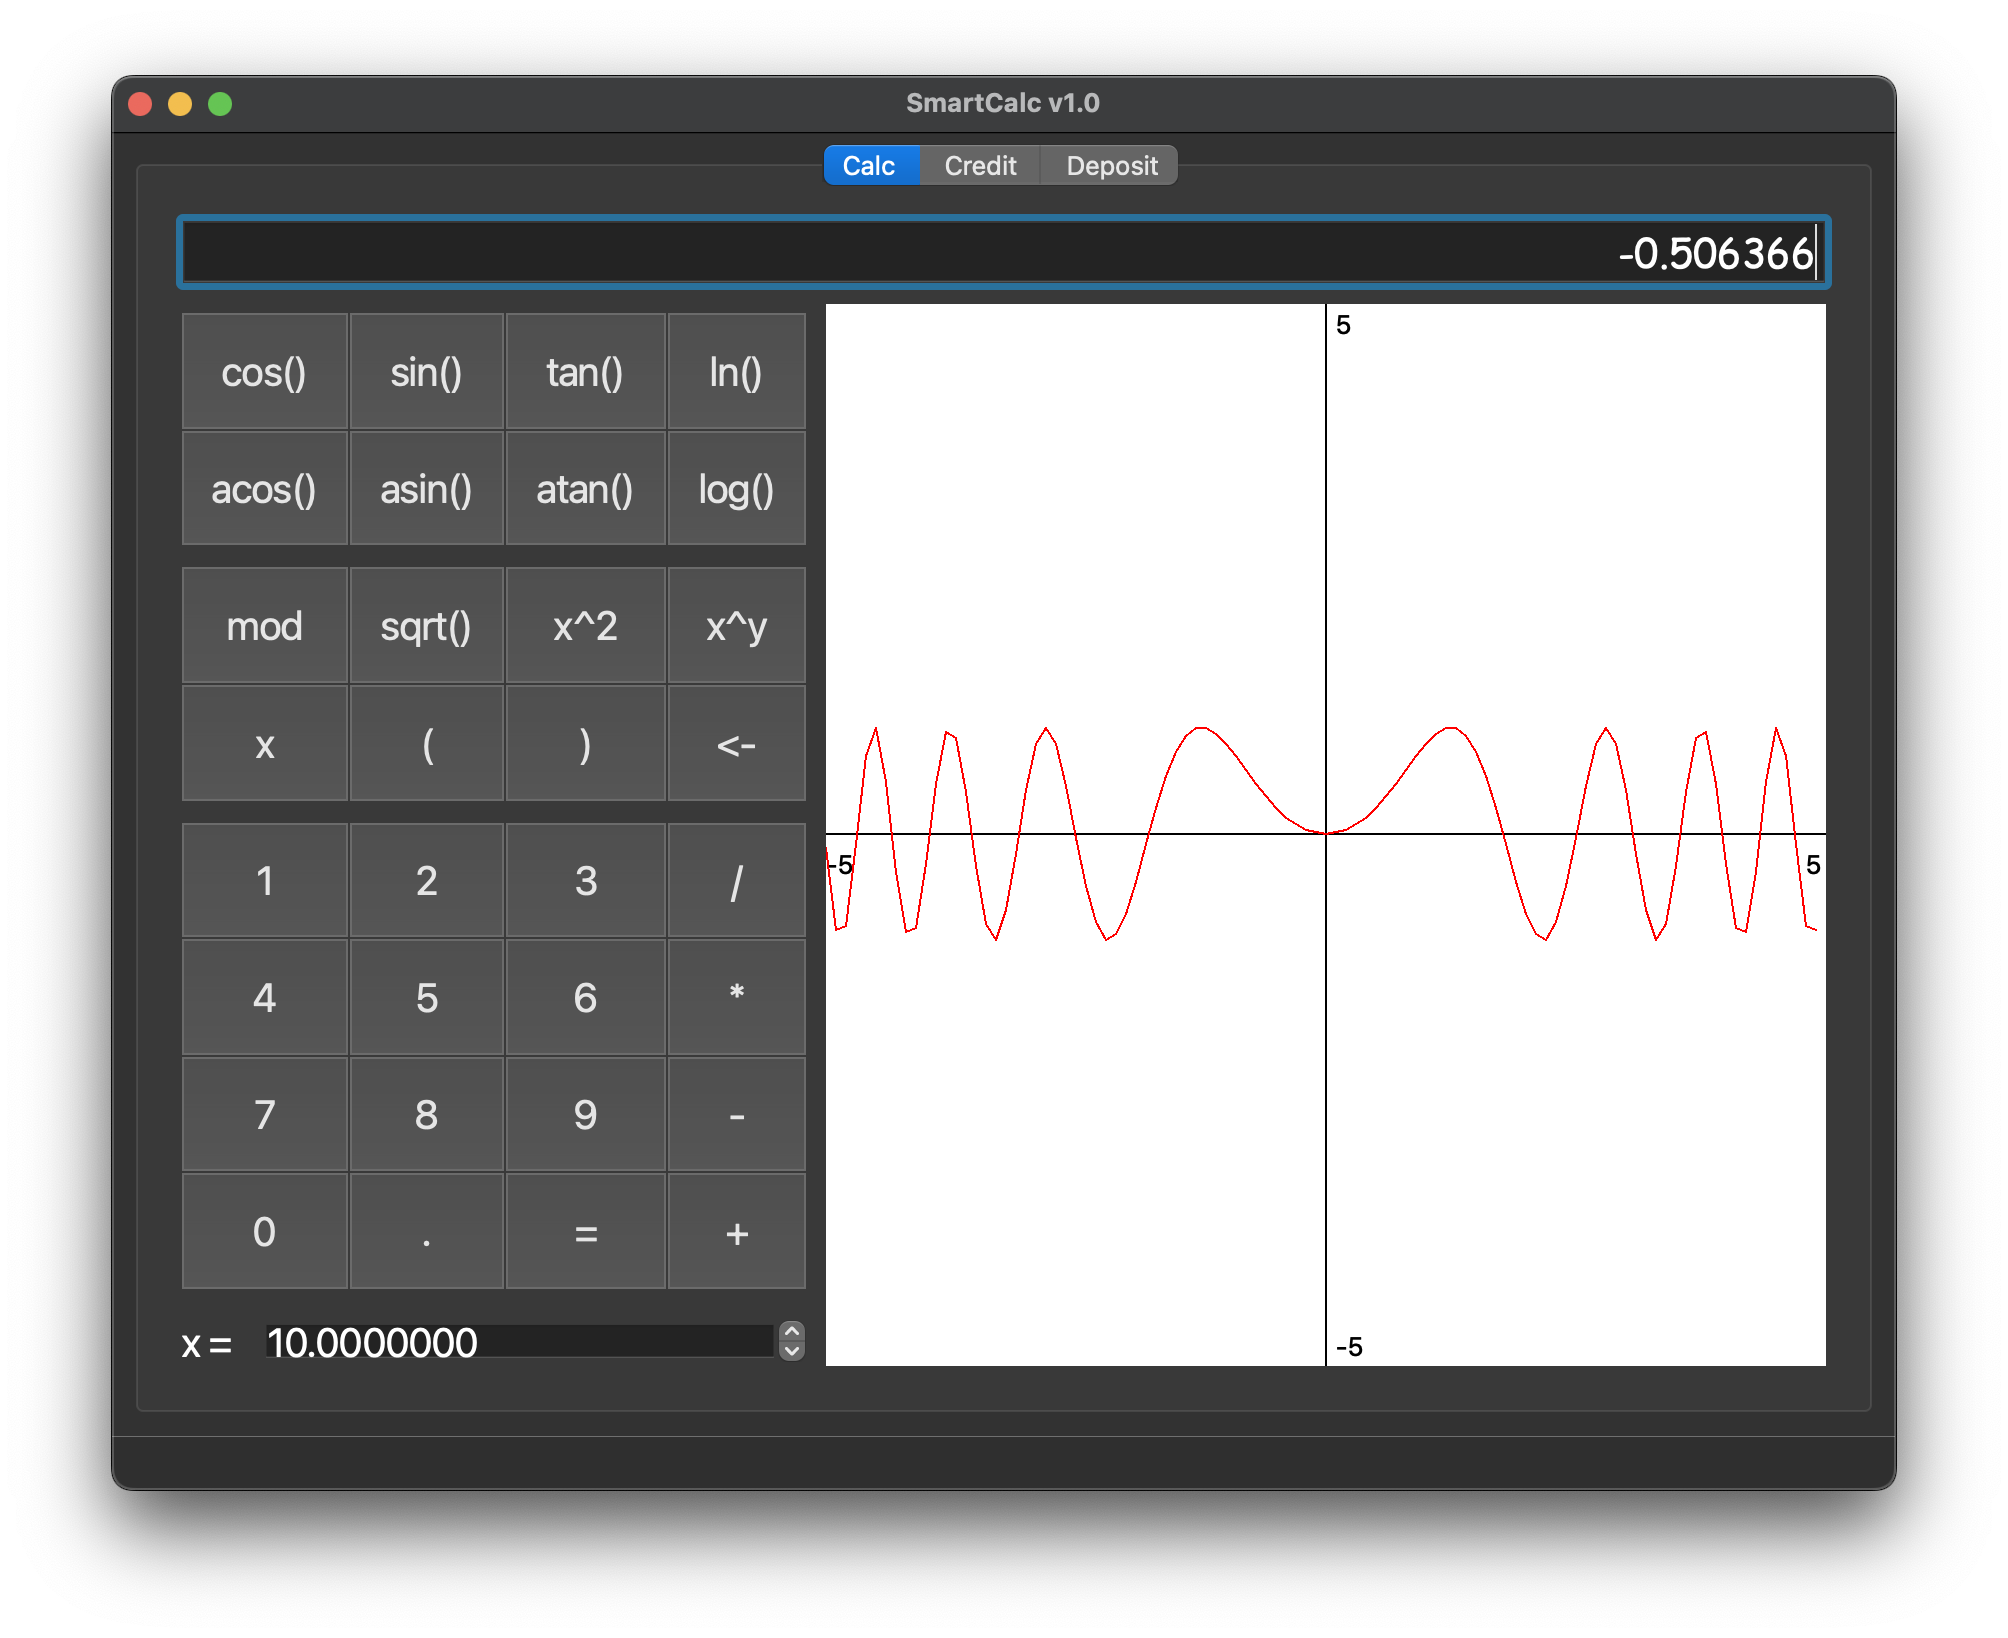 SmartCalc v1.0
Calc Credit Deposit
-0.506366
cos() sin() tan() ln()
acos() asin() atan() log()
mod sqrt() x^2 x^y
x ( ) <-
1 2 3 /
4 5 6 *
7 8 9 -
0 . = +
x = 10.0000000
5
-5 5
-5